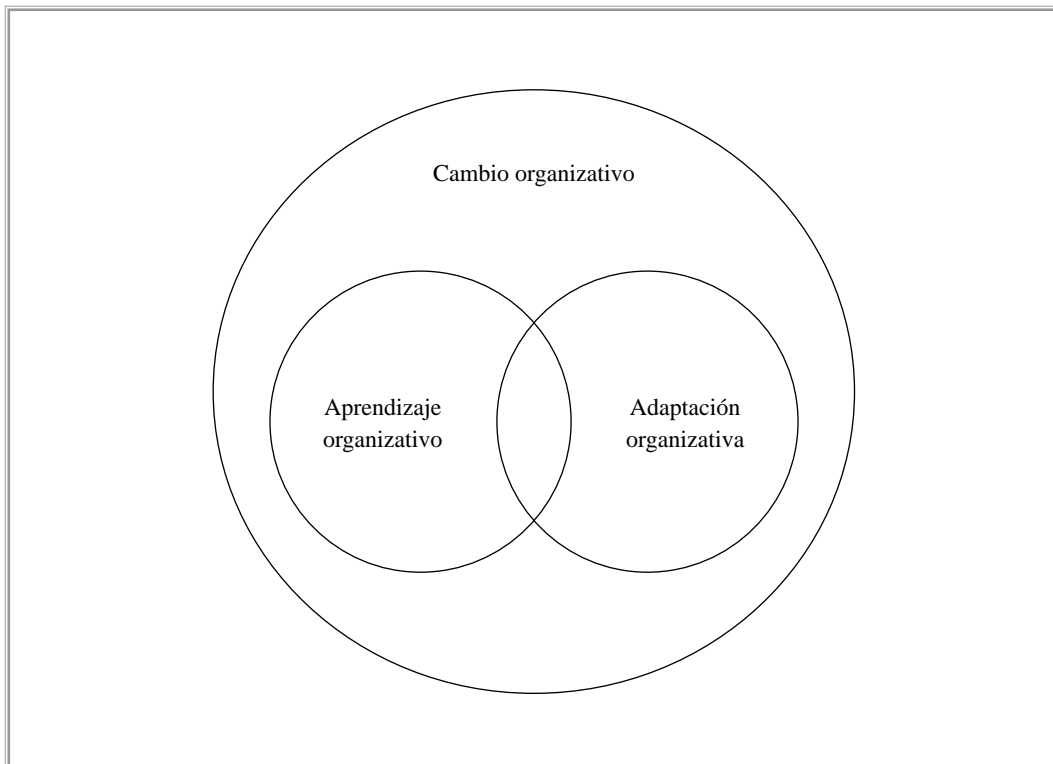 Cambio organizativo
Aprendizaje
organizativo
Adaptación
organizativa